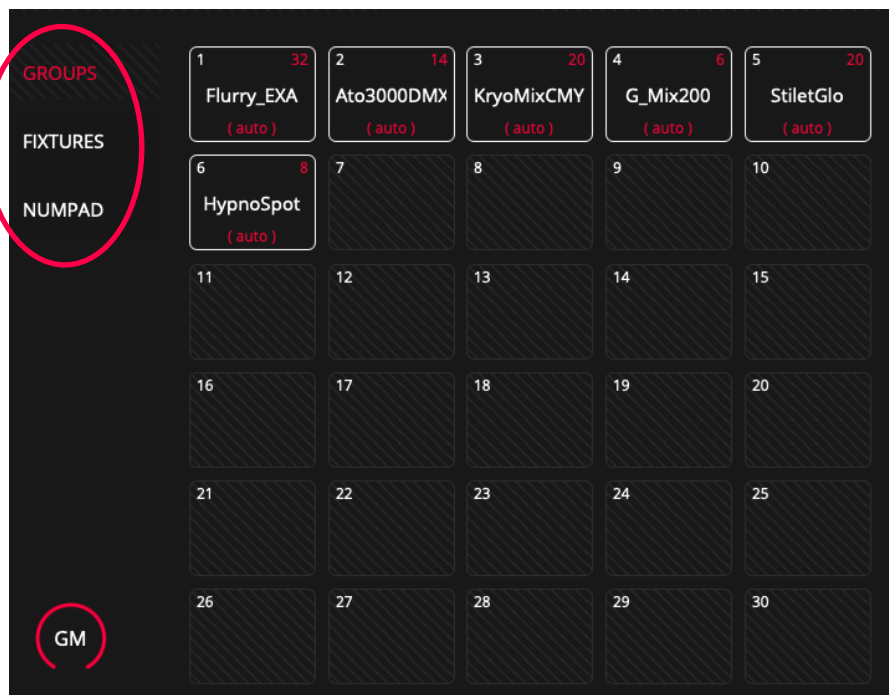 GROUPS
FIXTURES
NUMPAD
GM
1 32
Flurry_EXA
( auto )
2 14
Ato3000DMX
( auto )
3 20
KryoMixCMY
( auto )
4 6
G_Mix200
( auto )
5 20
StiletGlo
( auto )
6 8
HypnoSpot
( auto )
7
8
9
10
11
12
13
14
15
16
17
18
19
20
21
22
23
24
25
26
27
28
29
30